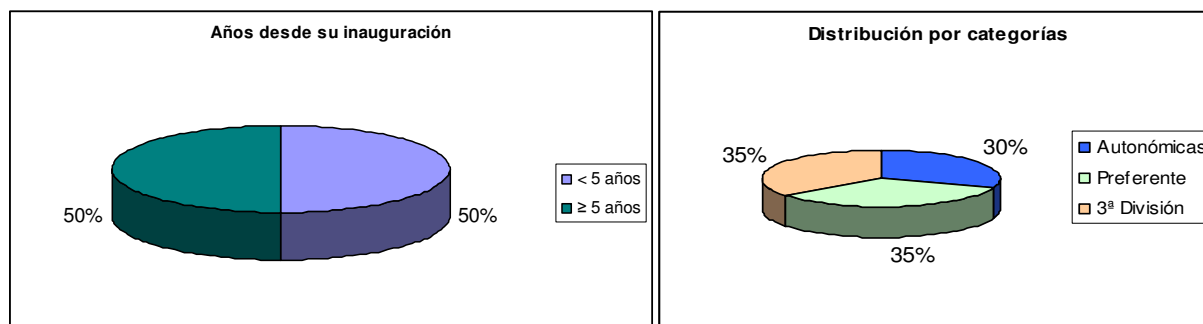 Años desde su inauguración
50%
50%
< 5 años
≥ 5 años
Distribución por categorías
35%
30%
35%
Autonómicas
Preferente
3ª División